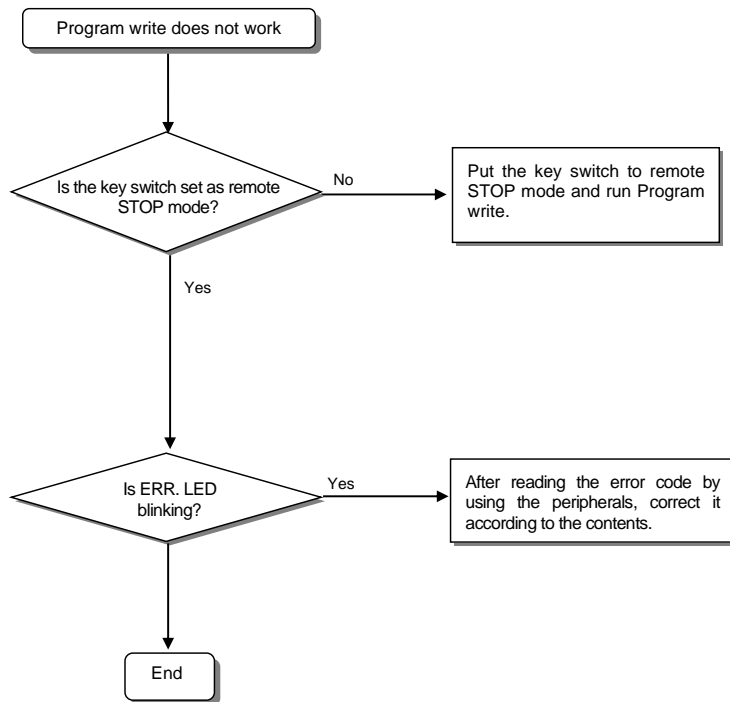 Program write does not work
Is the key switch set as remote
STOP mode?
No
Put the key switch to remote
STOP mode and run Program
write.
Yes
Is ERR. LED
blinking?
Yes
After reading the error code by
using the peripherals, correct it
according to the contents.
End